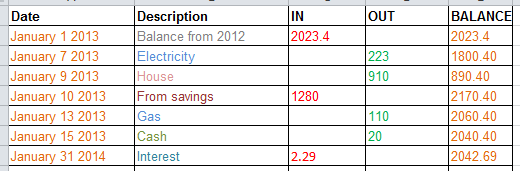 Date Description IN OUT BALANCE
January 1 2013 Balance from 2012 2023.4 2023.4
January 7 2013 Electricity 223 1800.40
January 9 2013 House 910 890.40
January 10 2013 From savings 1280 2170.40
January 13 2013 Gas 110 2060.40
January 15 2013 Cash 20 2040.40
January 31 2014 Interest 2.29 2042.69